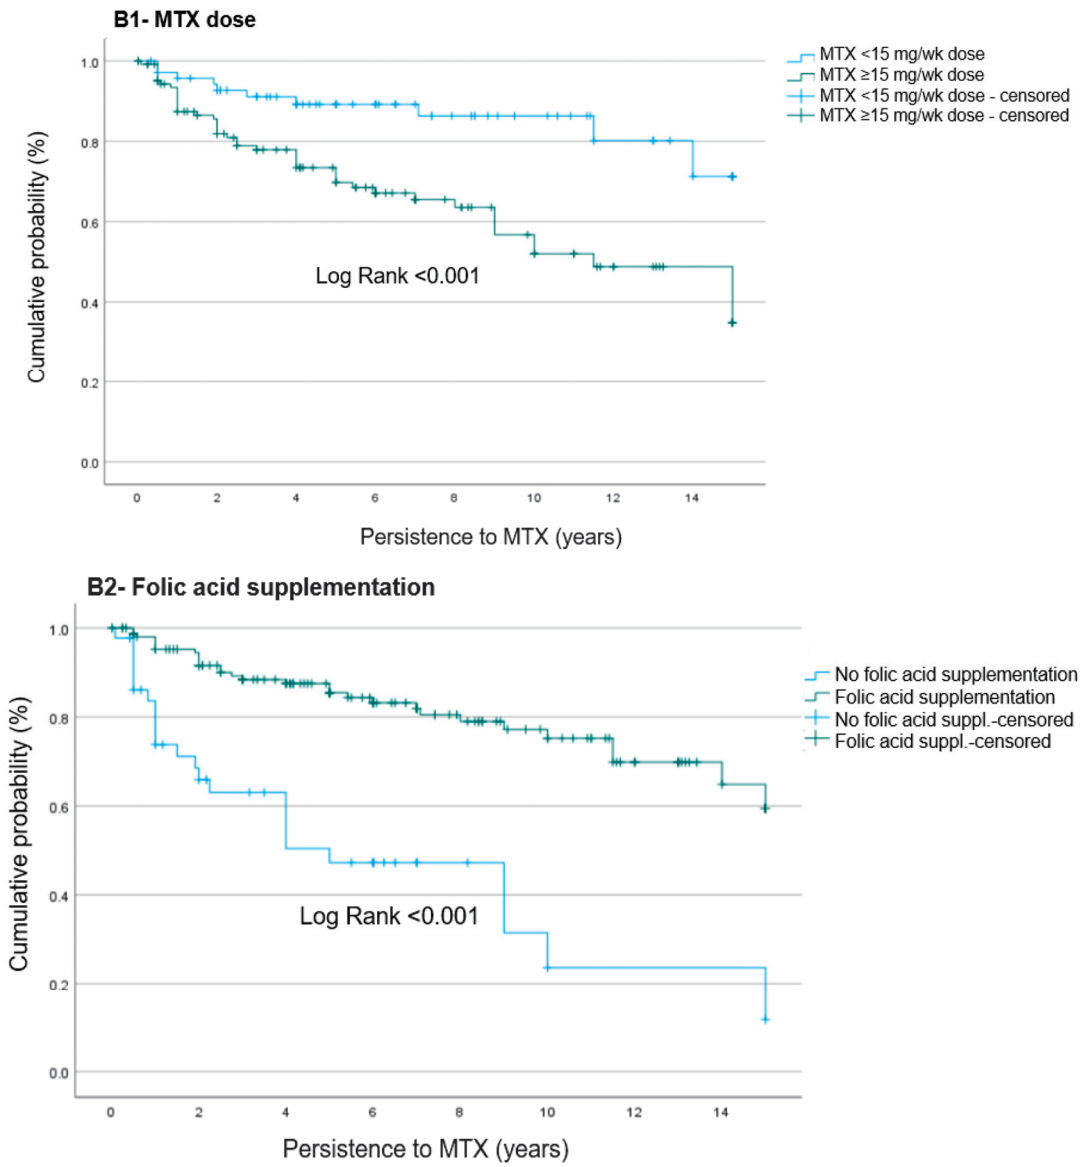 B1- MTX dose
MTX <15 mg/wk dose
MTX ≥15 mg/wk dose
MTX <15 mg/wk dose - censored
MTX ≥15 mg/wk dose - censored
Cumulative probability (%)
1.0
0.8
0.6
0.4
0.2
0.0
Log Rank <0.001
0 2 4 6 8 10 12 14
Persistence to MTX (years)
B2- Folic acid supplementation
No folic acid supplementation
Folic acid supplementation
No folic acid suppl.-censored
Folic acid suppl.-censored
Cumulative probability (%)
1.0
0.8
0.6
0.4
0.2
0.0
Log Rank <0.001
0 2 4 6 8 10 12 14
Persistence to MTX (years)